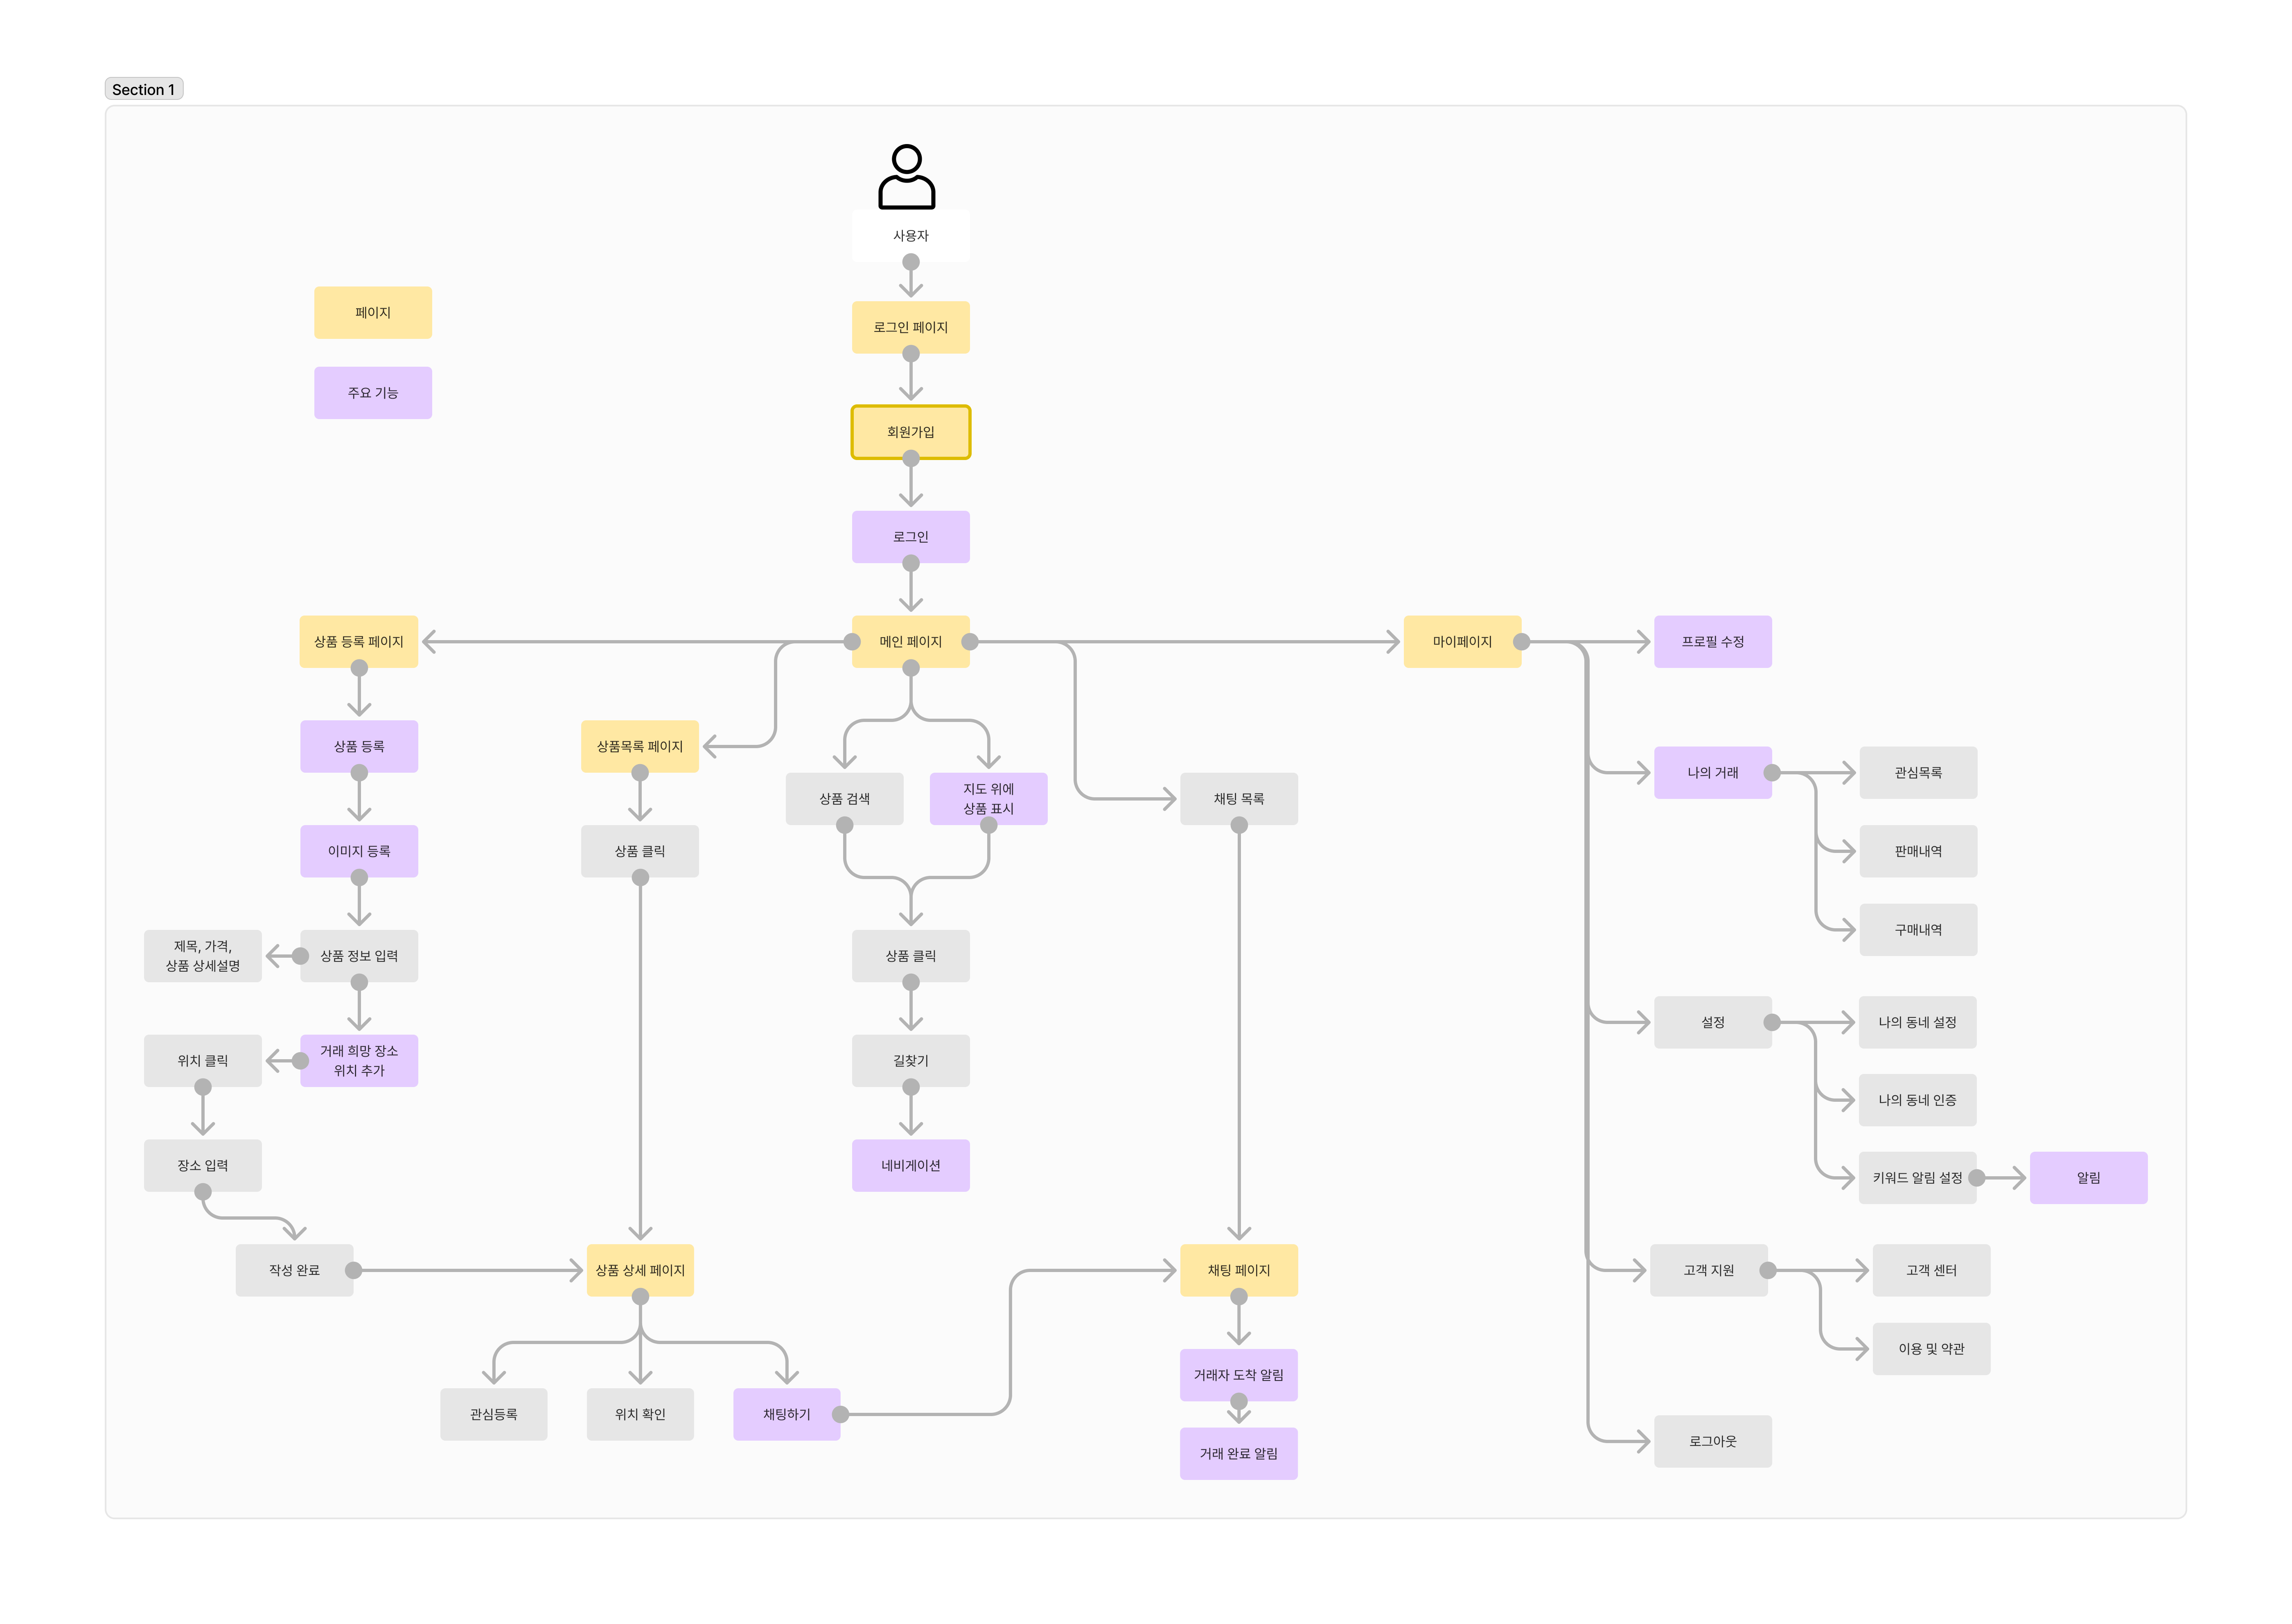 Section 1
사용자
페이지
로그인 페이지
주요 기능
회원가입
로그인
상품 등록 페이지
메인 페이지
마이페이지
프로필 수정
상품 등록
상품목록 페이지
상품 검색
지도 위에
상품 표시
채팅 목록
나의 거래
관심목록
이미지 등록
상품 클릭
판매내역
제목, 가격,
상품 상세설명
상품 정보 입력
상품 클릭
구매내역
위치 클릭
거래 희망 장소
위치 추가
길찾기
설정
나의 동네 설정
나의 동네 인증
장소 입력
네비게이션
키워드 알림 설정
알림
작성 완료
상품 상세 페이지
채팅 페이지
고객 지원
고객 센터
이용 및 약관
거래자 도착 알림
관심등록
위치 확인
채팅하기
거래 완료 알림
로그아웃